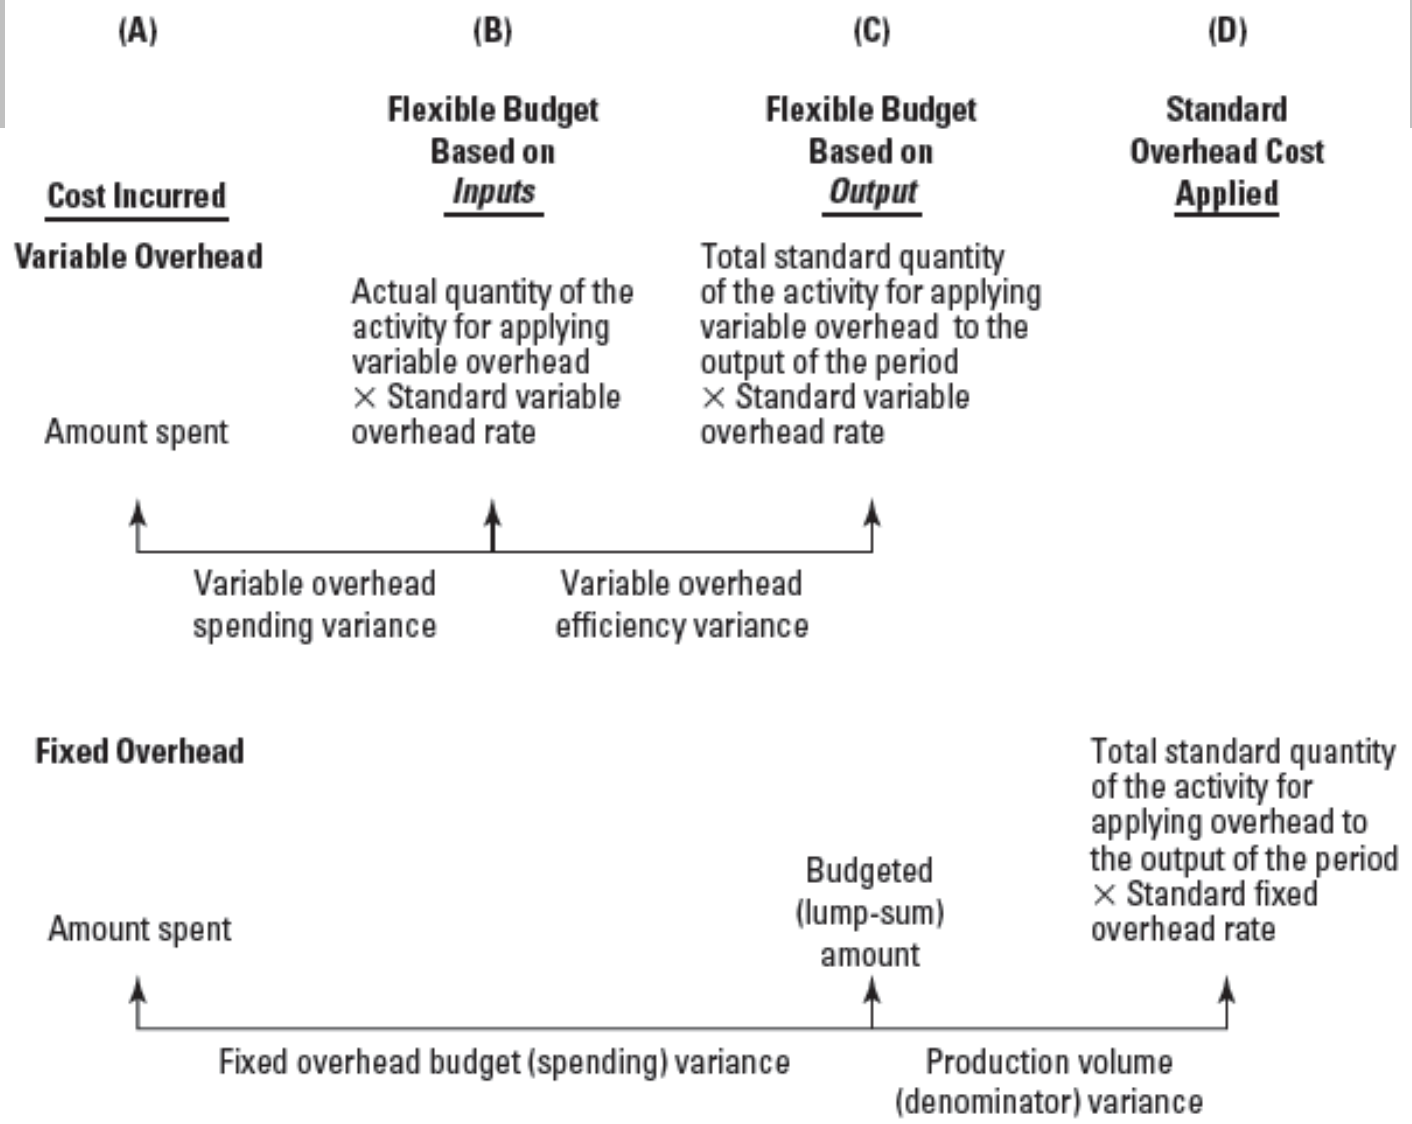 (A) (B) (C) (D)
Flexible Budget Flexible Budget Standard
Based on Based on Overhead Cost
Cost Incurred Inputs Output Applied
Variable Overhead
Amount spent
Actual quantity of the
activity for applying
variable overhead
× Standard variable
overhead rate
Total standard quantity
of the activity for applying
variable overhead to the
output of the period
× Standard variable
overhead rate
Variable overhead
spending variance
Variable overhead
efficiency variance
Fixed Overhead
Amount spent
Budgeted
(lump-sum)
amount
Total standard quantity
of the activity for
applying overhead to
the output of the period
× Standard fixed
overhead rate
Fixed overhead budget (spending) variance
Production volume
(denominator) variance